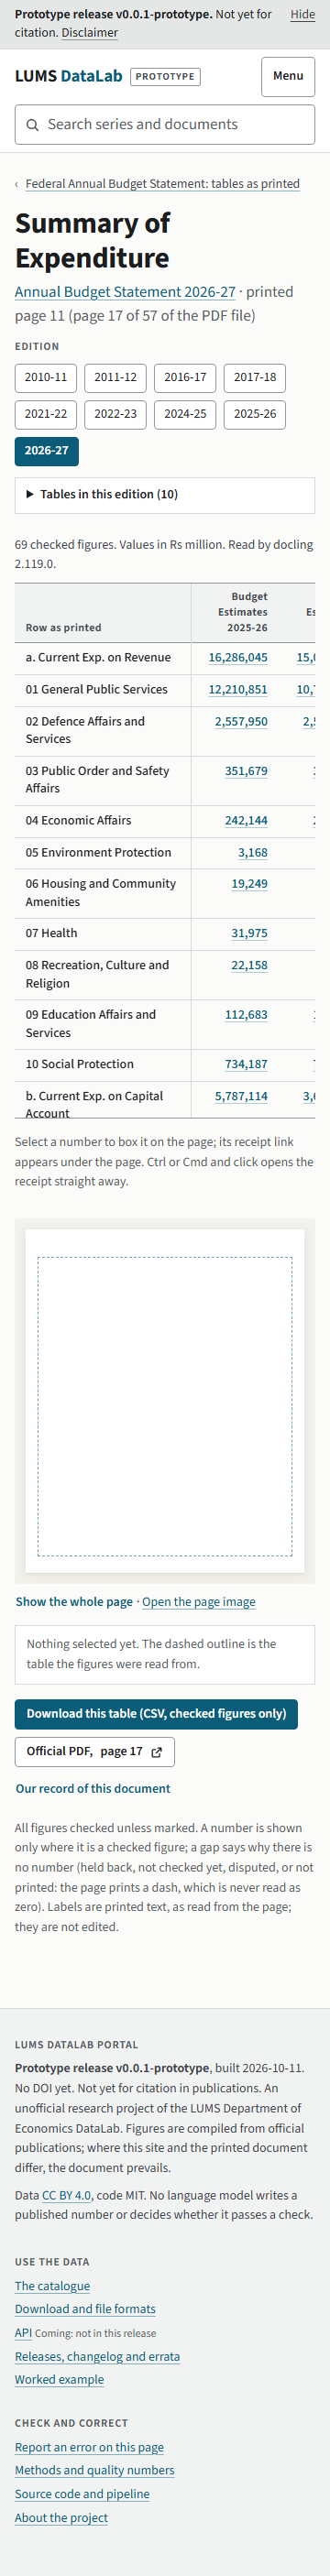 Prototype release v0.0.1-prototype. Not yet for citation. Disclaimer
Hide
LUMS DataLab PROTOTYPE
Menu
Search series and documents
‹ Federal Annual Budget Statement: tables as printed
Summary of
Expenditure
Annual Budget Statement 2026-27 · printed
page 11 (page 17 of 57 of the PDF file)
EDITION
2010-11 2011-12 2016-17 2017-18
2021-22 2022-23 2024-25 2025-26
2026-27
▶ Tables in this edition (10)
69 checked figures. Values in Rs million. Read by docling
2.119.0.
Row as printed
Budget
Estimates
2025-26
a. Current Exp. on Revenue 16,286,045
01 General Public Services 12,210,851
02 Defence Affairs and
Services 2,557,950
03 Public Order and Safety
Affairs 351,679
04 Economic Affairs 242,144
05 Environment Protection 3,168
06 Housing and Community
Amenities 19,249
07 Health 31,975
08 Recreation, Culture and
Religion 22,158
09 Education Affairs and
Services 112,683
10 Social Protection 734,187
b. Current Exp. on Capital
Account 5,787,114
Select a number to box it on the page; its receipt link
appears under the page. Ctrl or Cmd and click opens the
receipt straight away.
Show the whole page · Open the page image
Nothing selected yet. The dashed outline is the
table the figures were read from.
Download this table (CSV, checked figures only)
Official PDF, page 17
Our record of this document
All figures checked unless marked. A number is shown
only where it is a checked figure; a gap says why there is
no number (held back, not checked yet, disputed, or not
printed: the page prints a dash, which is never read as
zero). Labels are printed text, as read from the page;
they are not edited.
LUMS DATALAB PORTAL
Prototype release v0.0.1-prototype, built 2026-10-11.
No DOI yet. Not yet for citation in publications. An
unofficial research project of the LUMS Department of
Economics DataLab. Figures are compiled from official
publications; where this site and the printed document
differ, the document prevails.
Data CC BY 4.0, code MIT. No language model writes a
published number or decides whether it passes a check.
USE THE DATA
The catalogue
Download and file formats
API Coming: not in this release
Releases, changelog and errata
Worked example
CHECK AND CORRECT
Report an error on this page
Methods and quality numbers
Source code and pipeline
About the project